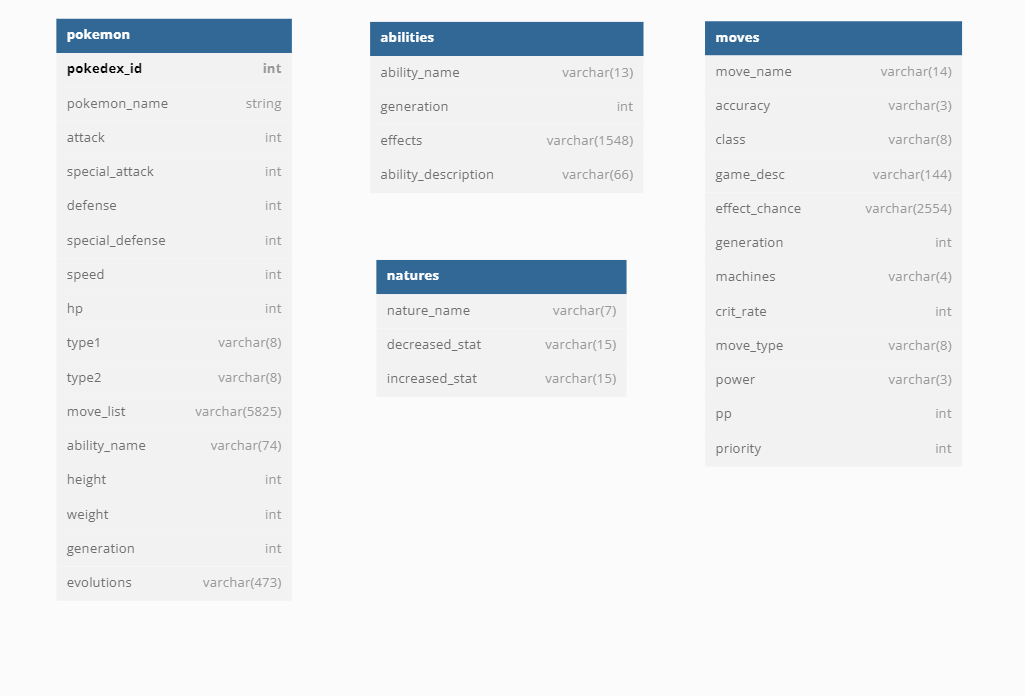 pokemon
pokedex_id int
pokemon_name string
attack int
special_attack int
defense int
special_defense int
speed int
hp int
type1 varchar(8)
type2 varchar(8)
move_list varchar(5825)
ability_name varchar(74)
height int
weight int
generation int
evolutions varchar(473)
abilities
ability_name varchar(13)
generation int
effects varchar(1548)
ability_description varchar(66)
natures
nature_name varchar(7)
decreased_stat varchar(15)
increased_stat varchar(15)
moves
move_name varchar(14)
accuracy varchar(3)
class varchar(8)
game_desc varchar(144)
effect_chance varchar(2554)
generation int
machines varchar(4)
crit_rate int
move_type varchar(8)
power varchar(3)
pp int
priority int